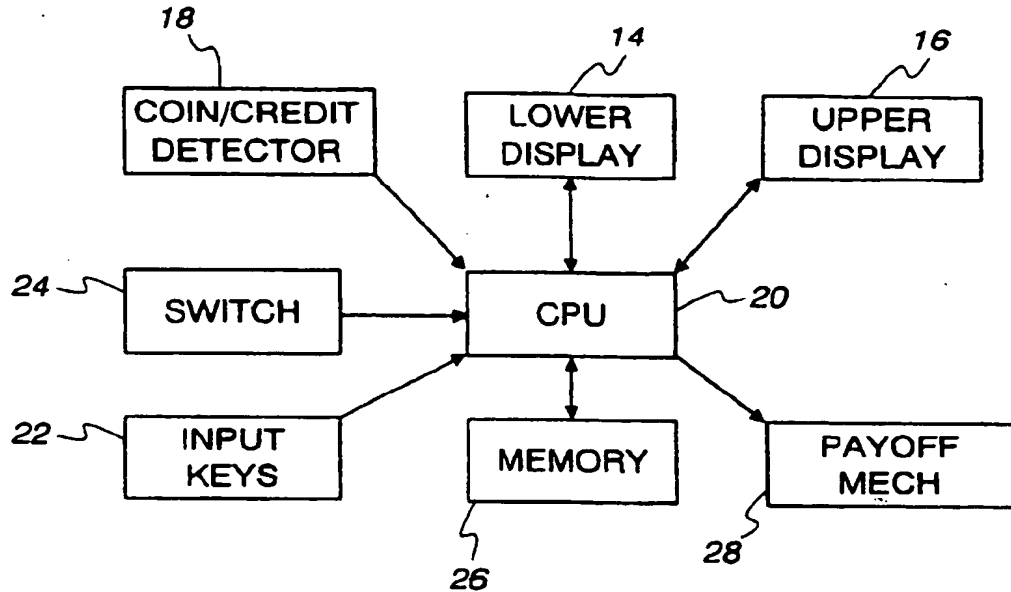 18
14
16
COIN/CREDIT
DETECTOR
LOWER
DISPLAY
UPPER
DISPLAY
24
SWITCH
CPU
20
22
INPUT
KEYS
MEMORY
PAYOFF
MECH
26
28